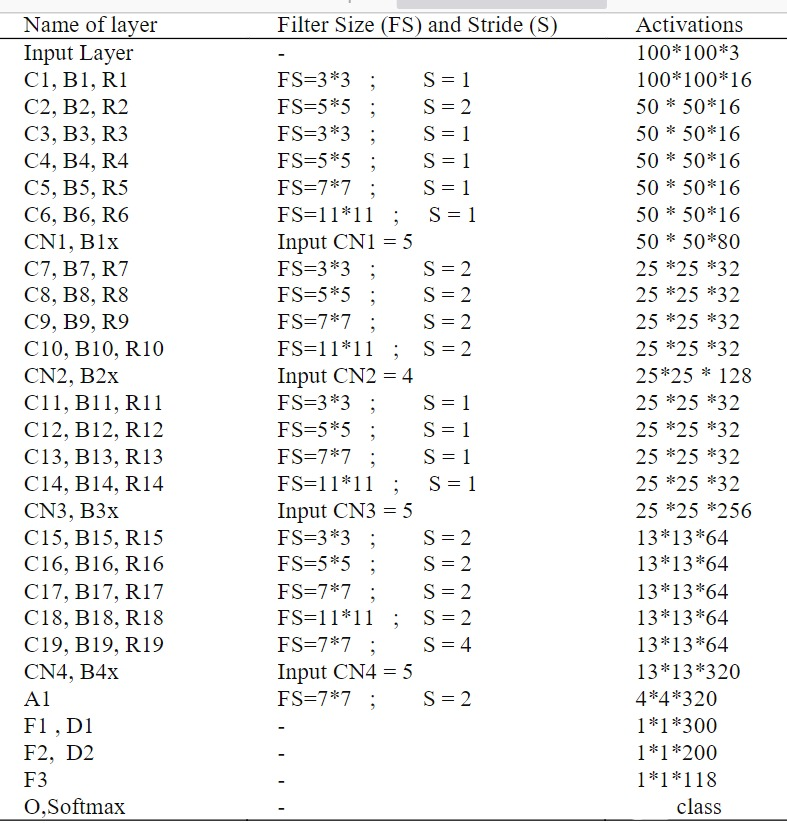 Name of layer Filter Size (FS) and Stride (S) Activations
Input Layer - 100*100*3
C1, B1, R1 FS=3*3 ; S = 1 100*100*16
C2, B2, R2 FS=5*5 ; S = 2 50 * 50*16
C3, B3, R3 FS=3*3 ; S = 1 50 * 50*16
C4, B4, R4 FS=5*5 ; S = 1 50 * 50*16
C5, B5, R5 FS=7*7 ; S = 1 50 * 50*16
C6, B6, R6 FS=11*11 ; S = 1 50 * 50*16
CN1, B1x Input CN1 = 5 50 * 50*80
C7, B7, R7 FS=3*3 ; S = 2 25 *25 *32
C8, B8, R8 FS=5*5 ; S = 2 25 *25 *32
C9, B9, R9 FS=7*7 ; S = 2 25 *25 *32
C10, B10, R10 FS=11*11 ; S = 2 25 *25 *32
CN2, B2x Input CN2 = 4 25*25 * 128
C11, B11, R11 FS=3*3 ; S = 1 25 *25 *32
C12, B12, R12 FS=5*5 ; S = 1 25 *25 *32
C13, B13, R13 FS=7*7 ; S = 1 25 *25 *32
C14, B14, R14 FS=11*11 ; S = 1 25 *25 *32
CN3, B3x Input CN3 = 5 25 *25 *256
C15, B15, R15 FS=3*3 ; S = 2 13*13*64
C16, B16, R16 FS=5*5 ; S = 2 13*13*64
C17, B17, R17 FS=7*7 ; S = 2 13*13*64
C18, B18, R18 FS=11*11 ; S = 2 13*13*64
C19, B19, R19 FS=7*7 ; S = 4 13*13*64
CN4, B4x Input CN4 = 5 13*13*320
A1 FS=7*7 ; S = 2 4*4*320
F1 , D1 - 1*1*300
F2, D2 - 1*1*200
F3 - 1*1*118
O,Softmax - class